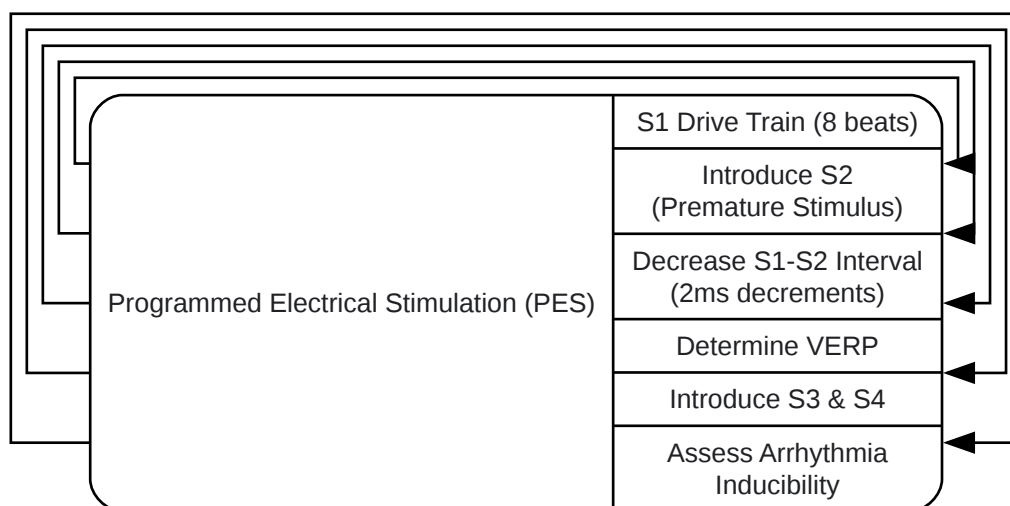 Programmed Electrical Stimulation (PES)
S1 Drive Train (8 beats)
Introduce S2
(Premature Stimulus)
Decrease S1-S2 Interval
(2ms decrements)
Determine VERP
Introduce S3 & S4
Assess Arrhythmia
Inducibility